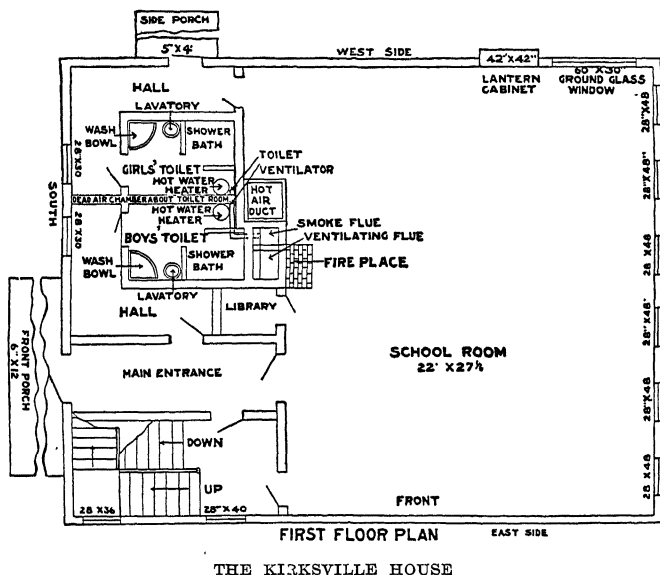 SIDE PORCH
5'X4'
WEST SIDE
42"X42"
LANTERN
CABINET
60"X30"
GROUND GLASS
WINDOW
HALL
LAVATORY
WASH
BOWL
SHOWER
BATH
28"X30
GIRLS' TOILET
TOILET
VENTILATOR
HOT WATER
HEATER
DEAD AIR CHAMBER ABOUT TOILET ROOM
HOT
AIR
DUCT
HOT WATER
HEATER
SOUTH
28"X30
BOYS' TOILET
SMOKE FLUE
VENTILATING FLUE
FIRE PLACE
WASH
BOWL
SHOWER
BATH
LAVATORY
HALL
LIBRARY
FRONT PORCH
6'X12
MAIN ENTRANCE
SCHOOL ROOM
22' X27½
28"X48
28"X48"
28"X48
28"X48'
28"X48
28"X48
DOWN
UP
28 X36
28"X40
FRONT
FIRST FLOOR PLAN
EAST SIDE
THE KIRKSVILLE HOUSE